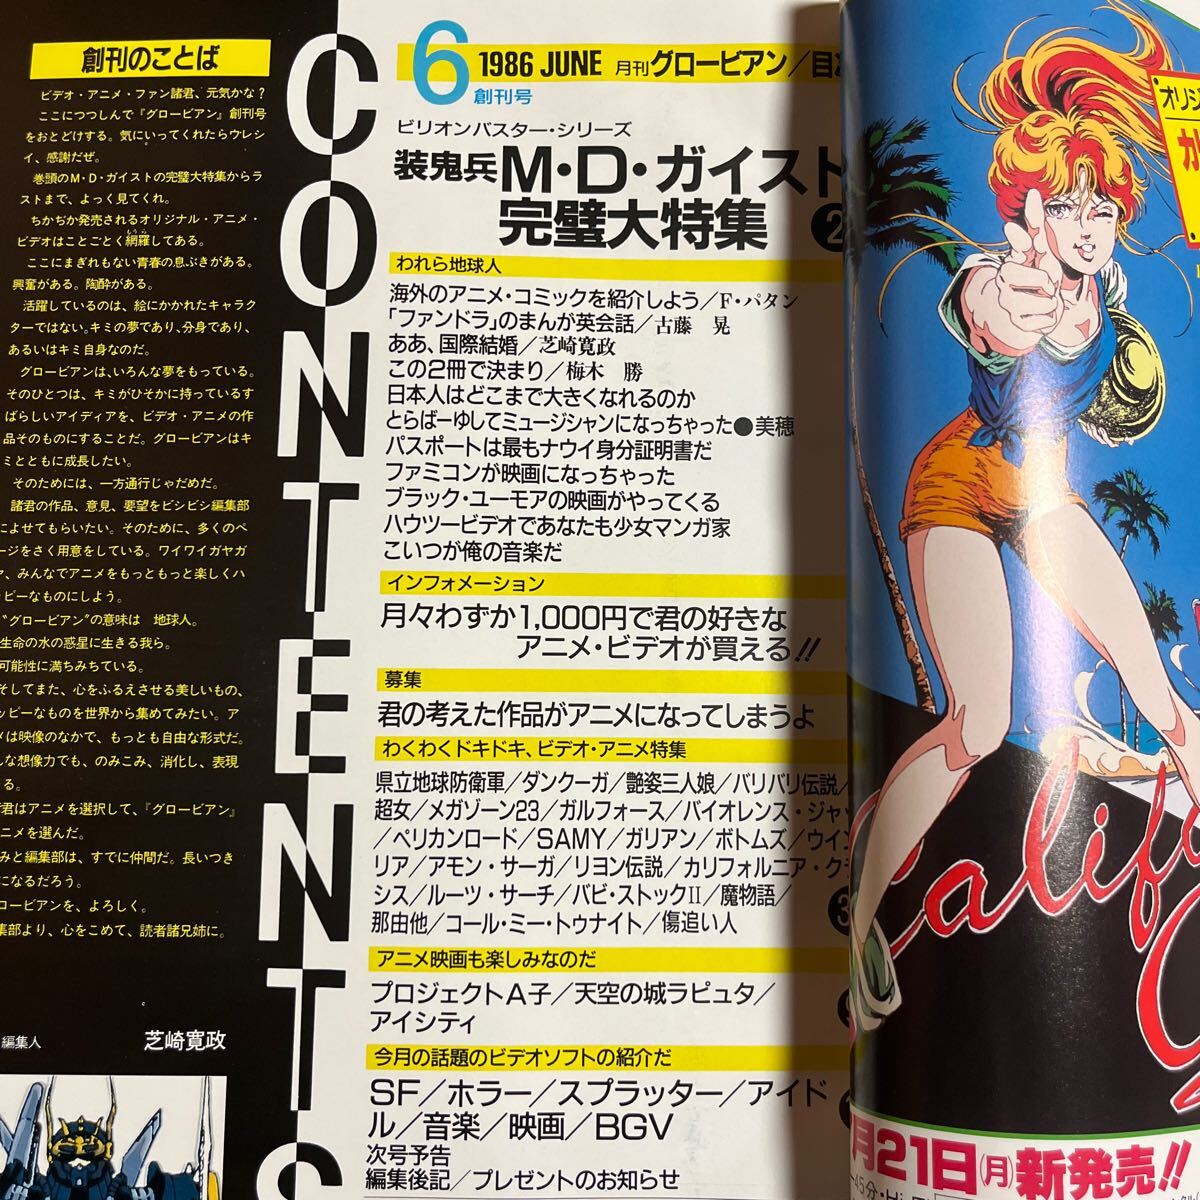 創刊のことば
ビデオ・アニメ・ファン諸君、元気かな?
ここにつつしんで『グロービアン』創刊号
をおとどけする。気にいってくれたらウレシ
イ、感謝だぜ。
巻頭のM・D・ガイストの完璧大特集からラ
ストまで、よっく見てくれ。
ちかぢか発売されるオリジナル・アニメ・
ビデオはことごとく網羅してある。
もうら
ここにまぎれもない青春の息ぶきがある。
興奮がある。陶酔がある。
活躍しているのは、絵にかかれたキャラク
ターではない。キミの夢であり、分身であり、
あるいはキミ自身なのだ。
グロービアンは、いろんな夢をもっている。
そのひとつは、キミがひそかに持っているす
ばらしいアイディアを、ビデオ・アニメの作
品そのものにすることだ。グロービアンはキ
ミとともに成長したい。
そのためには、一方通行じゃだめだ。
諸君の作品、意見、要望をビシビシ編集部
によせてもらいたい。そのために、多くのペ
ージをさく用意をしている。ワイワイガヤガ
ヤ、みんなでアニメをもっともっと楽しくハ
ッピーなものにしよう。
"グロービアン"の意味は 地球人。
生命の水の惑星に生きる我ら。
可能性に満ちみちている。
そしてまた、心をふるえさせる美しいもの、
ッピーなものを世界から集めてみたい。ア
メは映像のなかで、もっとも自由な形式だ。
な想像力でも、のみこみ、消化し、表現
る。
君はアニメを選択して、『グロービアン』
ニメを選んだ。
みと編集部は、すでに仲間だ。長いつき
になるだろう。
ロービアンを、よろしく。
集部より、心をこめて、読者諸兄姉に。
編集人 芝崎寛政
CONTENTS
6 1986 JUNE 月刊グロービアン/目次
創刊号
ビリオンバスター・シリーズ
装鬼兵M・D・ガイスト
完璧大特集 2
われら地球人
海外のアニメ・コミックを紹介しよう/F・パタン
「ファンドラ」のまんが英会話/古藤 晃
ああ、国際結婚/芝崎寛政
この2冊で決まり/梅木 勝
日本人はどこまで大きくなれるのか
とらばーゆしてミュージシャンになっちゃった●美穂
パスポートは最もナウイ身分証明書だ
ファミコンが映画になっちゃった
ブラック・ユーモアの映画がやってくる
ハウツービデオであなたも少女マンガ家
こいつが俺の音楽だ
インフォメーション
月々わずか1,000円で君の好きな
アニメ・ビデオが買える!!
募集
君の考えた作品がアニメになってしまうよ
わくわくドキドキ、ビデオ・アニメ特集
県立地球防衛軍/ダンクーガ/艶姿三人娘/バリバリ伝説/
超女/メガゾーン23/ガルフォース/バイオレンス・ジャッ
/ペリカンロード/SAMY/ガリアン/ボトムズ/ウイン
リア/アモン・サーガ/リヨン伝説/カリフォルニア・クラ
シス/ルーツ・サーチ/バビ・ストックII/魔物語/
那由他/コール・ミー・トゥナイト/傷追い人 3
アニメ映画も楽しみなのだ
プロジェクトA子/天空の城ラピュタ/
アイシティ
今月の話題のビデオソフトの紹介だ
SF/ホラー/スプラッター/アイド
ル/音楽/映画/BGV
次号予告
編集後記/プレゼントのお知らせ
オリジ
カ
Califo
月21日(月)新発売!!
45分・Hi-Fi